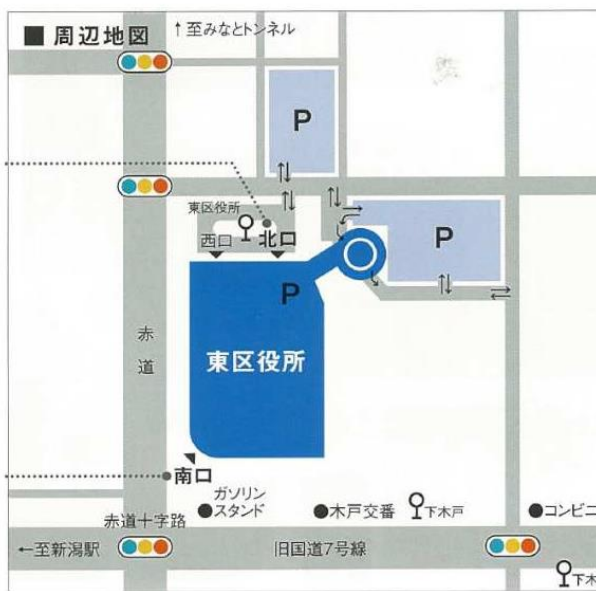 ■ 周辺地図
↑至みなとトンネル
P
東区役所
西口
北口
P
P
東区役所
赤道
南口
ガソリン
●スタンド
●木戸交番
下木戸
●コンビニ
赤道十字路
←至新潟駅
旧国道7号線
下木